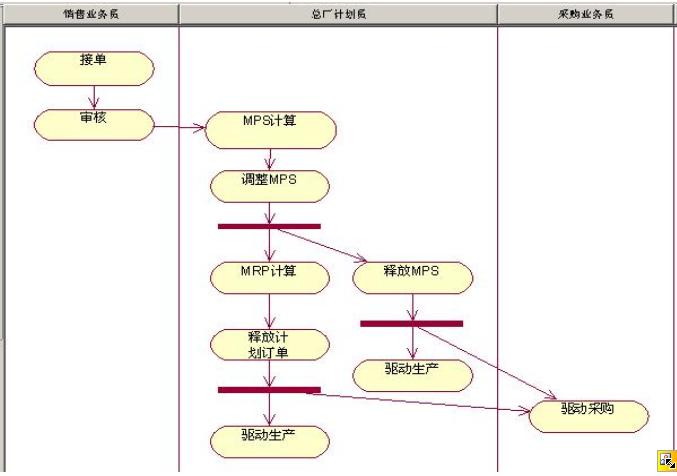 销售业务员
总厂计划员
采购业务员
接单
审核
MPS计算
调整MPS
MRP计算
释放MPS
释放计
划订单
驱动生产
驱动采购
驱动生产